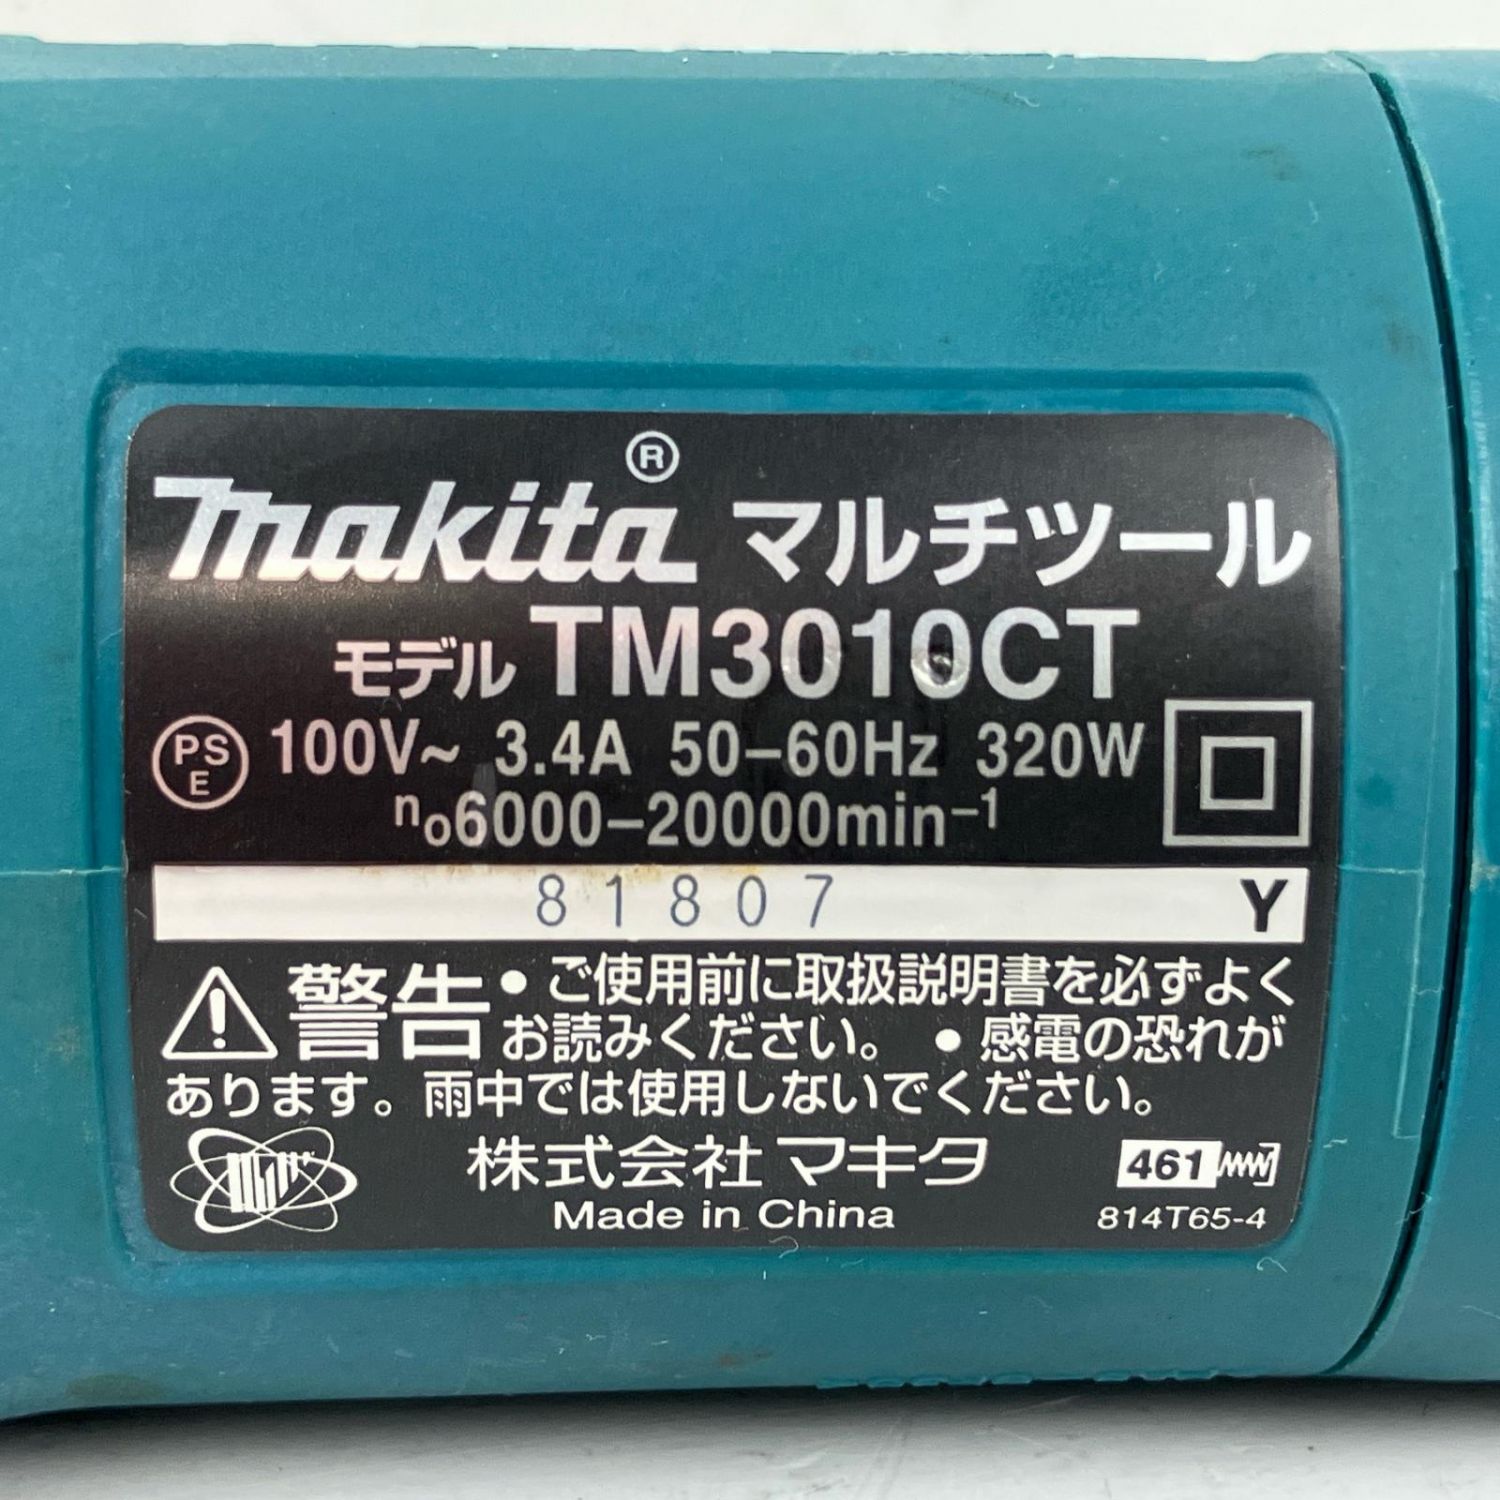 makita® マルチツール
モデル TM3010CT
PS E 100V~ 3.4A 50-60Hz 320W
no6000-20000min-1
81807 Y
警告 • ご使用前に取扱説明書を必ずよく
お読みください。 • 感電の恐れが
あります。雨中では使用しないでください。
株式会社マキタ 461
Made in China 814T65-4